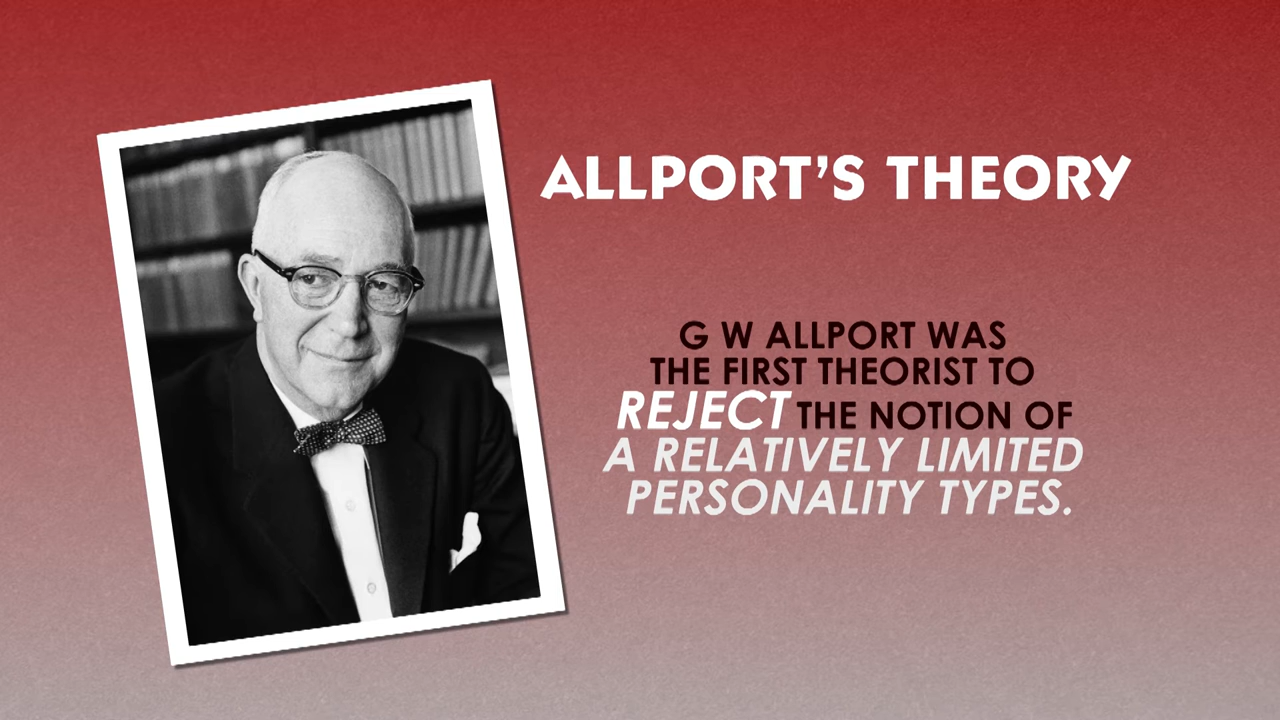 ALLPORT'S THEORY
G W ALLPORT WAS
THE FIRST THEORIST TO
REJECT THE NOTION OF
A RELATIVELY LIMITED
PERSONALITY TYPES.